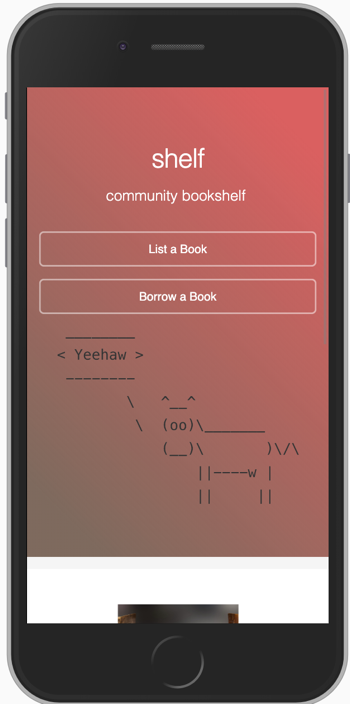 shelf
community bookshelf
List a Book
Borrow a Book
 ________
< Yeehaw >
 --------
        \   ^__^
         \  (oo)\_______
            (__)\       )\/\
                ||----w |
                ||     ||